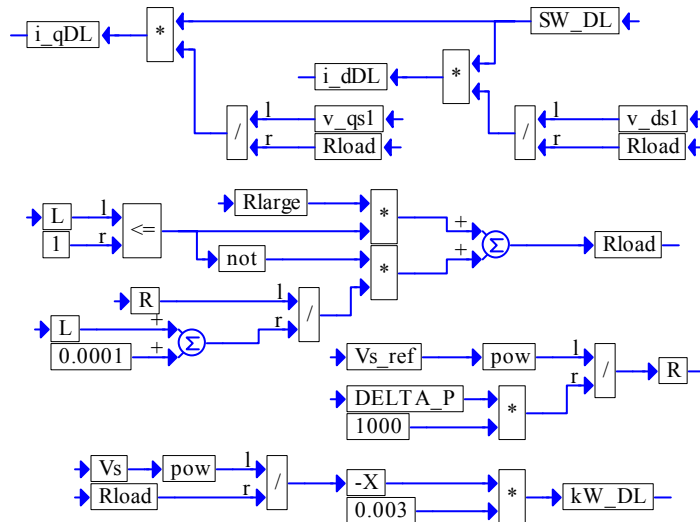 SW_DL
i_qDL
*
i_dDL
*
/
l
v_qs1
r
Rload
/
l
v_ds1
r
Rload
Rlarge
L
l
1
r
<=
*
+
not
*
+
Σ
Rload
R
l
L
+
r
/
0.0001
+
Σ
Vs_ref
pow
l
DELTA_P
r
/
R
1000
*
Vs
pow
l
Rload
r
/
-X
0.003
*
kW_DL